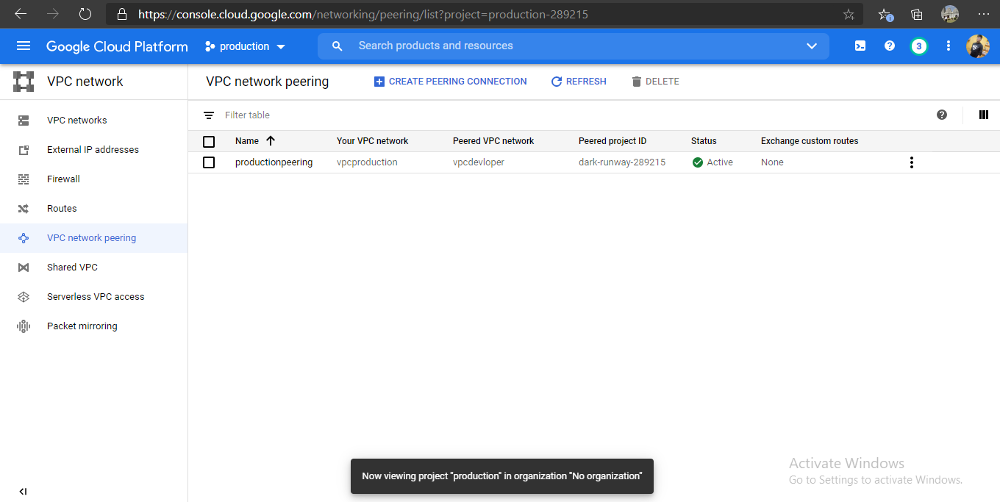 https://console.cloud.google.com/networking/peering/list?project=production-289215
Google Cloud Platform production Search products and resources 3
VPC network
VPC network peering CREATE PEERING CONNECTION REFRESH DELETE
VPC networks
External IP addresses
Firewall
Routes
VPC network peering
Shared VPC
Serverless VPC access
Packet mirroring
Filter table
Name Your VPC network Peered VPC network Peered project ID Status Exchange custom routes
productionpeering vpcproduction vpcdevloper dark-runway-289215 Active None
Now viewing project "production" in organization "No organization"
Activate Windows
Go to Settings to activate Windows.